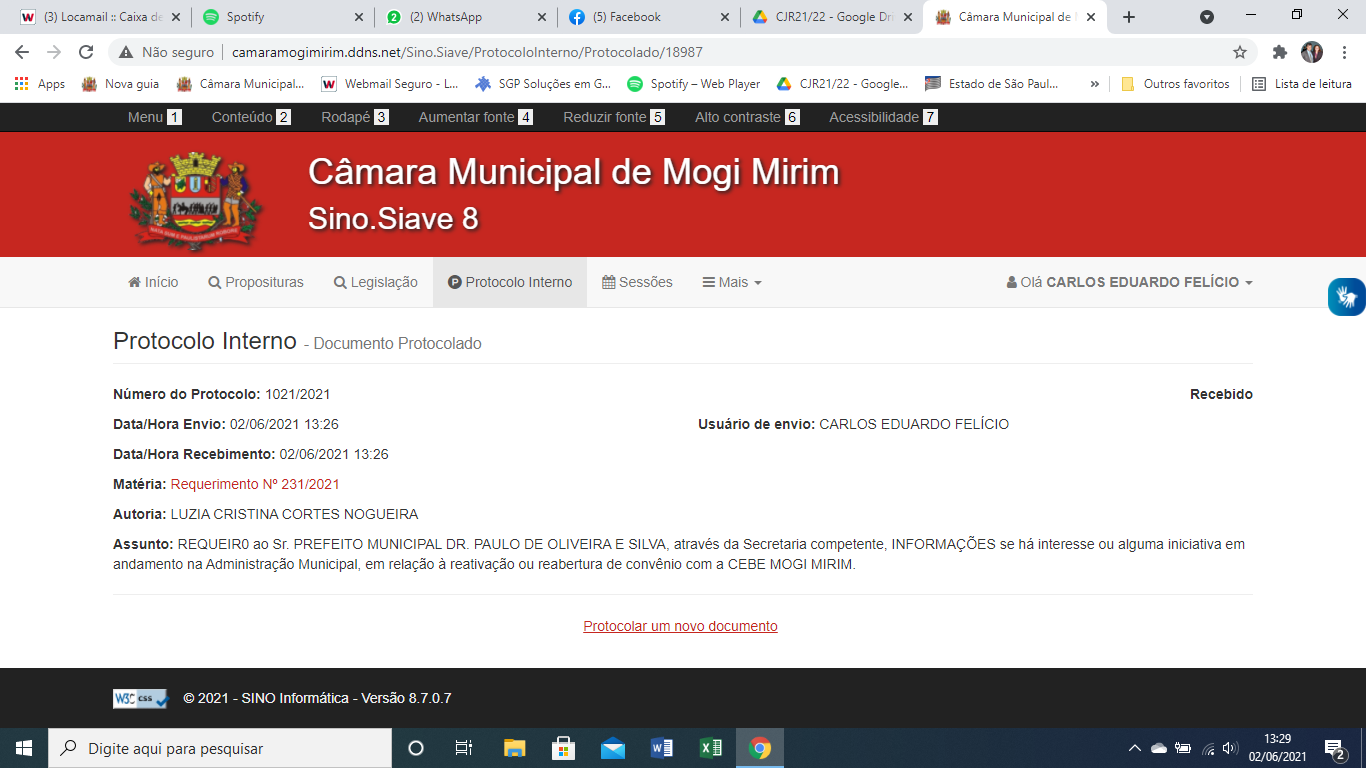 (3) Locamail :: Caixa de
Spotify
(2) WhatsApp
(5) Facebook
CJR21/22 - Google Dri
Câmara Municipal de
Não seguro
camaramogimirim.ddns.net/Sino.Siave/ProtocoloInterno/Protocolado/18987
Apps
Nova guia
Câmara Municipal...
Webmail Seguro - L...
SGP Soluções em G...
Spotify – Web Player
CJR21/22 - Google...
Estado de São Paul...
»
Outros favoritos
Lista de leitura
Menu 1 Conteúdo 2 Rodapé 3 Aumentar fonte 4 Reduzir fonte 5 Alto contraste 6 Acessibilidade 7
Câmara Municipal de Mogi Mirim
Sino.Siave 8
Início Proposituras Legislação Protocolo Interno Sessões Mais Olá CARLOS EDUARDO FELÍCIO
Protocolo Interno - Documento Protocolado
Número do Protocolo: 1021/2021 Recebido
Data/Hora Envio: 02/06/2021 13:26 Usuário de envio: CARLOS EDUARDO FELÍCIO
Data/Hora Recebimento: 02/06/2021 13:26
Matéria: Requerimento Nº 231/2021
Autoria: LUZIA CRISTINA CORTES NOGUEIRA
Assunto: REQUEIR0 ao Sr. PREFEITO MUNICIPAL DR. PAULO DE OLIVEIRA E SILVA, através da Secretaria competente, INFORMAÇÕES se há interesse ou alguma iniciativa em
andamento na Administração Municipal, em relação à reativação ou reabertura de convênio com a CEBE MOGI MIRIM.
Protocolar um novo documento
W3C css © 2021 - SINO Informática - Versão 8.7.0.7
Digite aqui para pesquisar
13:29
02/06/2021
2